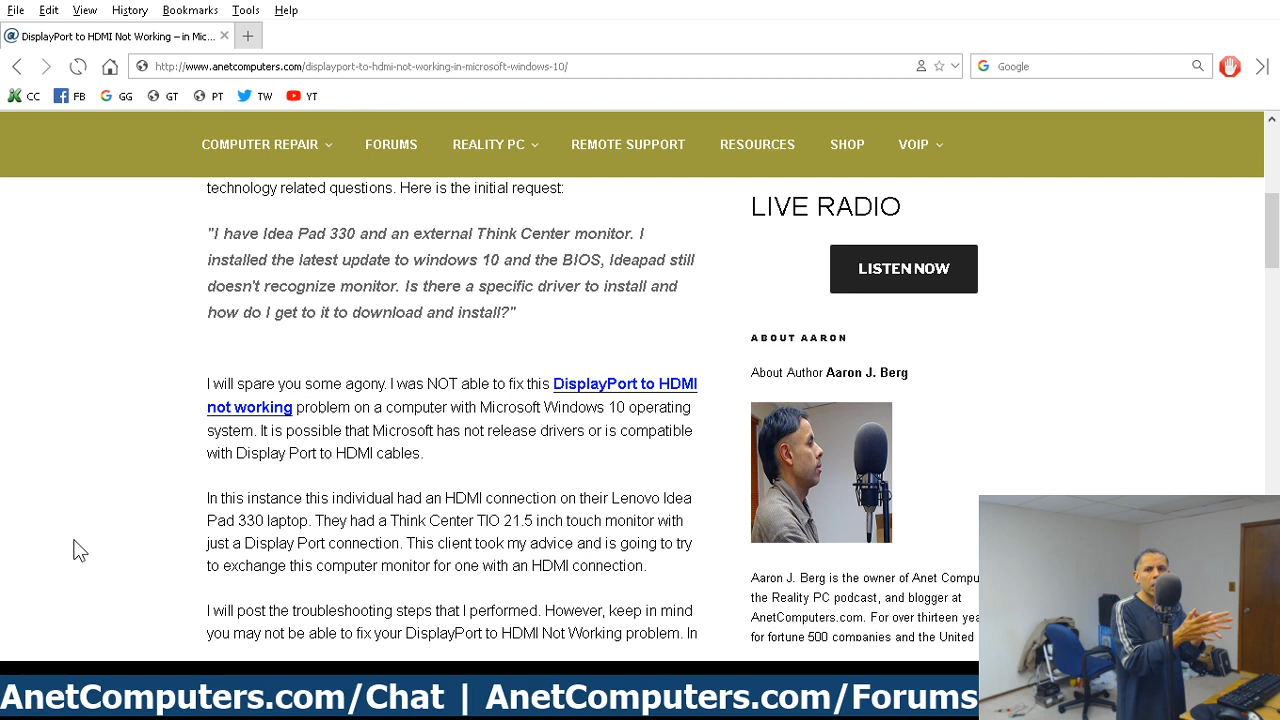 File Edit View History Bookmarks Tools Help
DisplayPort to HDMI Not Working – in Mic...
http://www.anetcomputers.com/displayport-to-hdmi-not-working-in-microsoft-windows-10/
Google
CC FB GG GT PT TW YT
COMPUTER REPAIR FORUMS REALITY PC REMOTE SUPPORT RESOURCES SHOP VOIP
technology related questions. Here is the initial request:
"I have Idea Pad 330 and an external Think Center monitor. I
installed the latest update to windows 10 and the BIOS, Ideapad still
doesn't recognize monitor. Is there a specific driver to install and
how do I get to it to download and install?"
I will spare you some agony. I was NOT able to fix this DisplayPort to HDMI
not working problem on a computer with Microsoft Windows 10 operating
system. It is possible that Microsoft has not release drivers or is compatible
with Display Port to HDMI cables.
In this instance this individual had an HDMI connection on their Lenovo Idea
Pad 330 laptop. They had a Think Center TIO 21.5 inch touch monitor with
just a Display Port connection. This client took my advice and is going to try
to exchange this computer monitor for one with an HDMI connection.
I will post the troubleshooting steps that I performed. However, keep in mind
you may not be able to fix your DisplayPort to HDMI Not Working problem. In
LIVE RADIO
LISTEN NOW
ABOUT AARON
About Author Aaron J. Berg
Aaron J. Berg is the owner of Anet Compu
the Reality PC podcast, and blogger at
AnetComputers.com. For over thirteen yea
for fortune 500 companies and the United
AnetComputers.com/Chat | AnetComputers.com/Forums